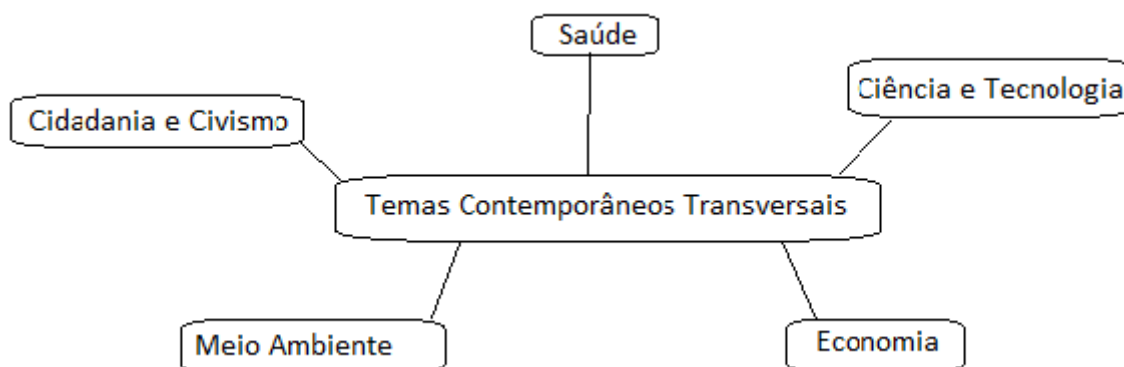 Saúde
Ciência e Tecnologia
Cidadania e Civismo
Temas Contemporâneos Transversais
Meio Ambiente
Economia